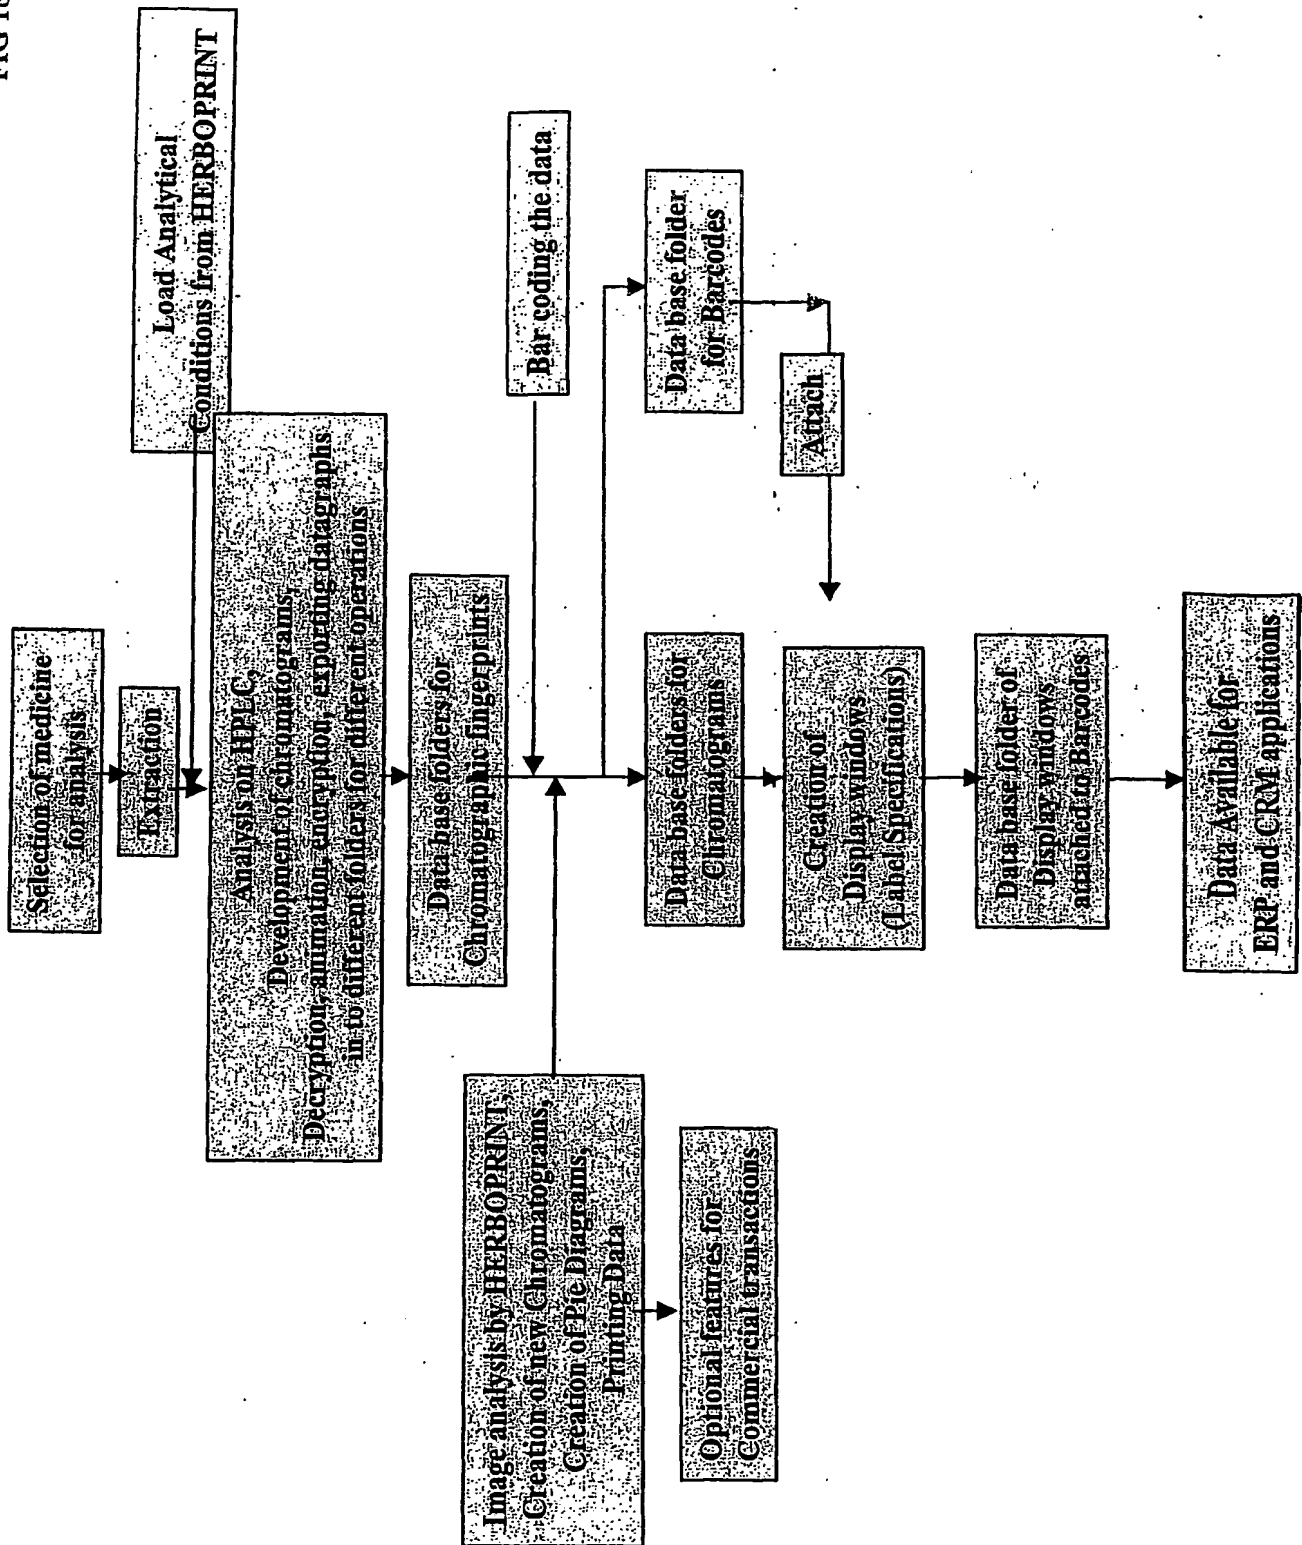 Selection of medicine
for analysis
Extraction
Load Analytical
Conditions from HERBOPRINT
Analysis on HPLC,
Development of chromatograms,
Decryption, animation, encryption, exporting datagraphs
in to different folders for different operations
Data base folders for
Chromatographic fingerprints
Bar coding the data
Image analysis by HERBOPRINT,
Creation of new Chromatograms,
Creation of Pie Diagrams,
Printing Data
Optional features for
Commercial transactions
Data base folders for
Chromatograms
Data base folder
for Barcodes
Attach
Creation of
Display windows
(Label Specfications)
Data base folder of
Display windows
attached to Barcodes
Data Available for
ERP and CRM applications